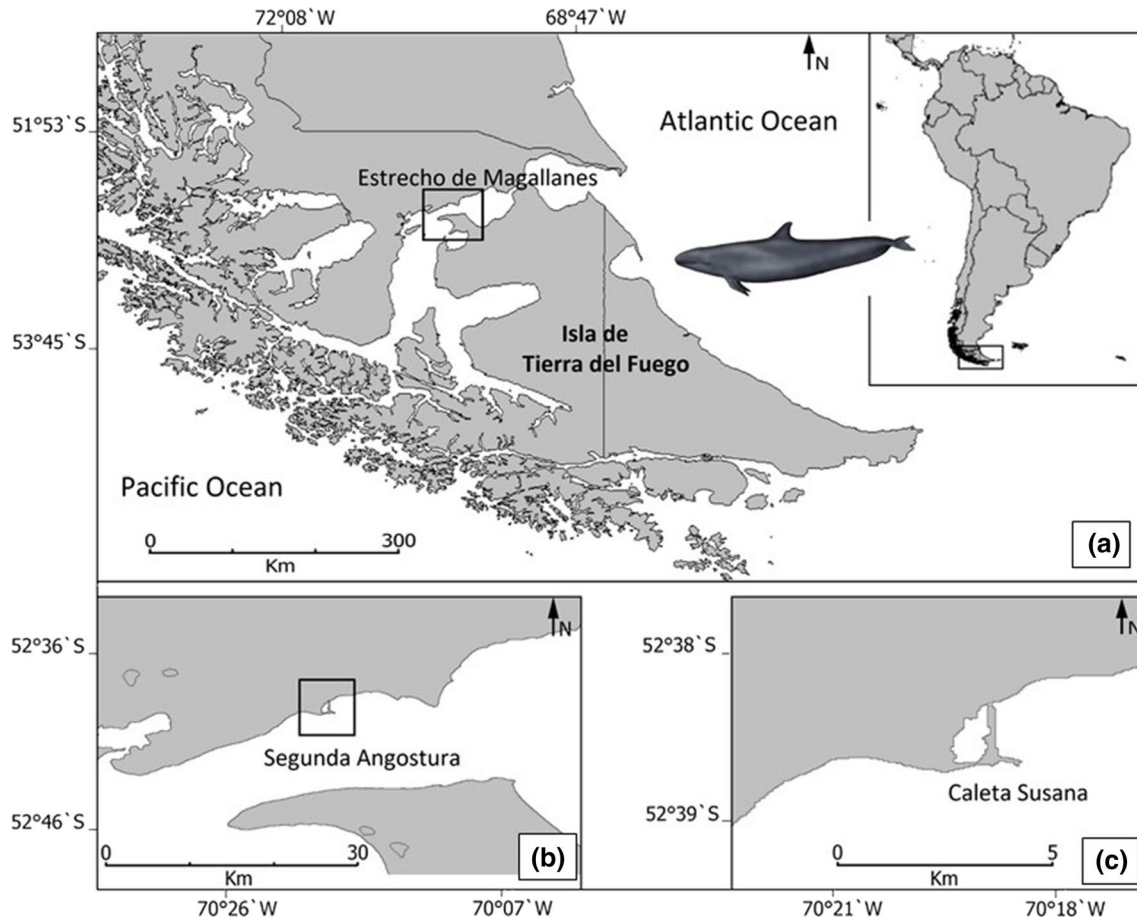 72°08`W
68°47`W
N
51°53`S
Atlantic Ocean
Estrecho de Magallanes
53°45`S
Isla de
Tierra del Fuego
Pacific Ocean
0 300
Km
(a)
N
52°36`S
Segunda Angostura
52°46`S
0 30
Km
(b)
70°26`W
70°07`W
N
52°38`S
Caleta Susana
52°39`S
0 5
Km
(c)
70°21`W
70°18`W